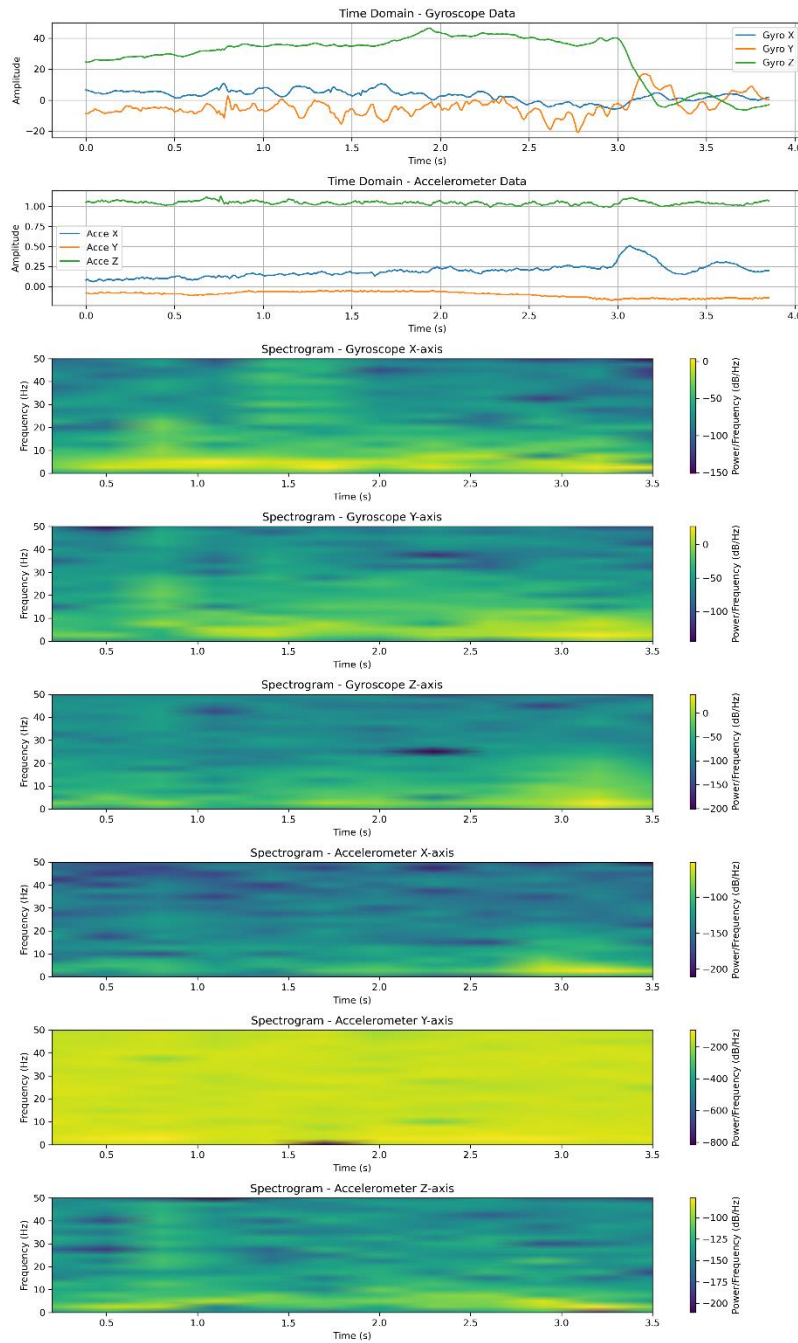 Time Domain - Gyroscope Data
Amplitude
40
20
0
−20
Gyro X
Gyro Y
Gyro Z
0.0 0.5 1.0 1.5 2.0 2.5 3.0 3.5 4.0
Time (s)
Time Domain - Accelerometer Data
Amplitude
1.00
0.75
0.50
0.25
0.00
Acce X
Acce Y
Acce Z
0.0 0.5 1.0 1.5 2.0 2.5 3.0 3.5 4.0
Time (s)
Spectrogram - Gyroscope X-axis
Frequency (Hz)
50
40
30
20
10
0
0.5 1.0 1.5 2.0 2.5 3.0 3.5
Time (s)
0
−50
−100
−150
Power/Frequency (dB/Hz)
Spectrogram - Gyroscope Y-axis
Frequency (Hz)
50
40
30
20
10
0
0.5 1.0 1.5 2.0 2.5 3.0 3.5
Time (s)
0
−50
−100
Power/Frequency (dB/Hz)
Spectrogram - Gyroscope Z-axis
Frequency (Hz)
50
40
30
20
10
0
0.5 1.0 1.5 2.0 2.5 3.0 3.5
Time (s)
0
−50
−100
−150
−200
Power/Frequency (dB/Hz)
Spectrogram - Accelerometer X-axis
Frequency (Hz)
50
40
30
20
10
0
0.5 1.0 1.5 2.0 2.5 3.0 3.5
Time (s)
−100
−150
−200
Power/Frequency (dB/Hz)
Spectrogram - Accelerometer Y-axis
Frequency (Hz)
50
40
30
20
10
0
0.5 1.0 1.5 2.0 2.5 3.0 3.5
Time (s)
−200
−400
−600
−800
Power/Frequency (dB/Hz)
Spectrogram - Accelerometer Z-axis
Frequency (Hz)
50
40
30
20
10
0
0.5 1.0 1.5 2.0 2.5 3.0 3.5
Time (s)
−100
−150
−200
Power/Frequency (dB/Hz)